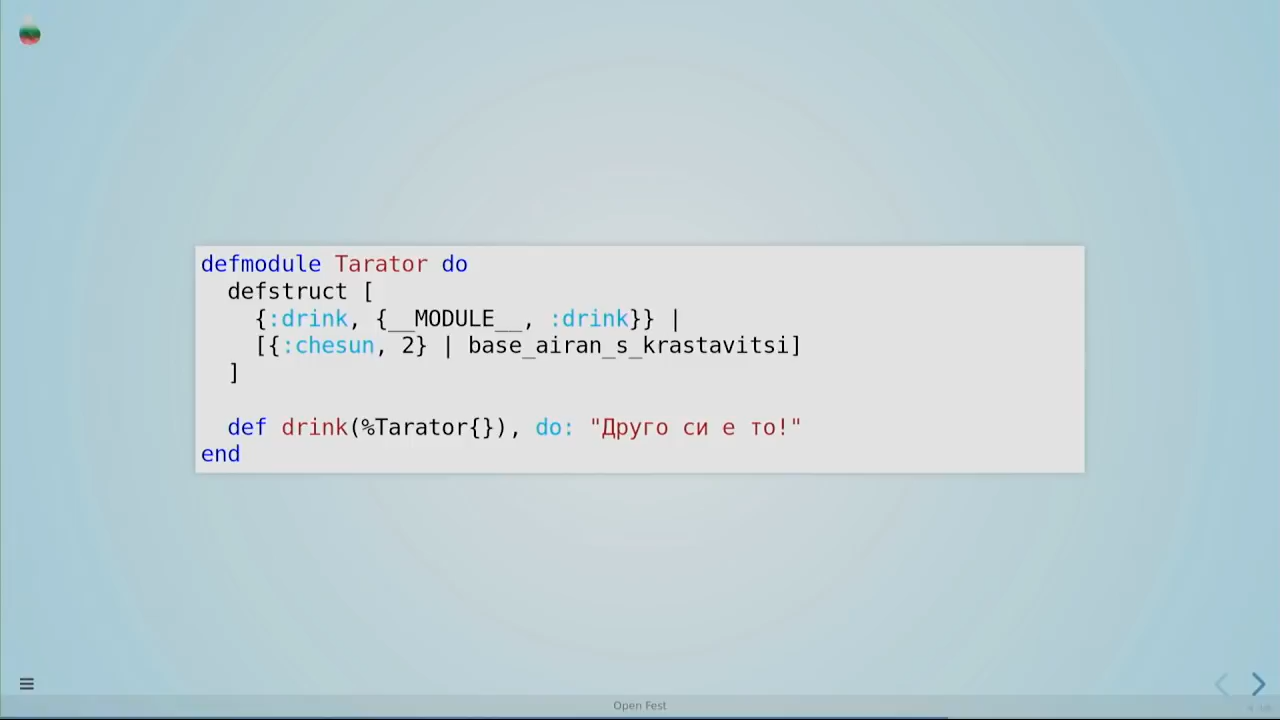 defmodule Tarator do
  defstruct [
    {:drink, {__MODULE__, :drink}} |
    [{:chesun, 2} | base_airan_s_krastavitsi]
  ]
  def drink(%Tarator{}), do: "Друго си е то!"
end
Open Fest